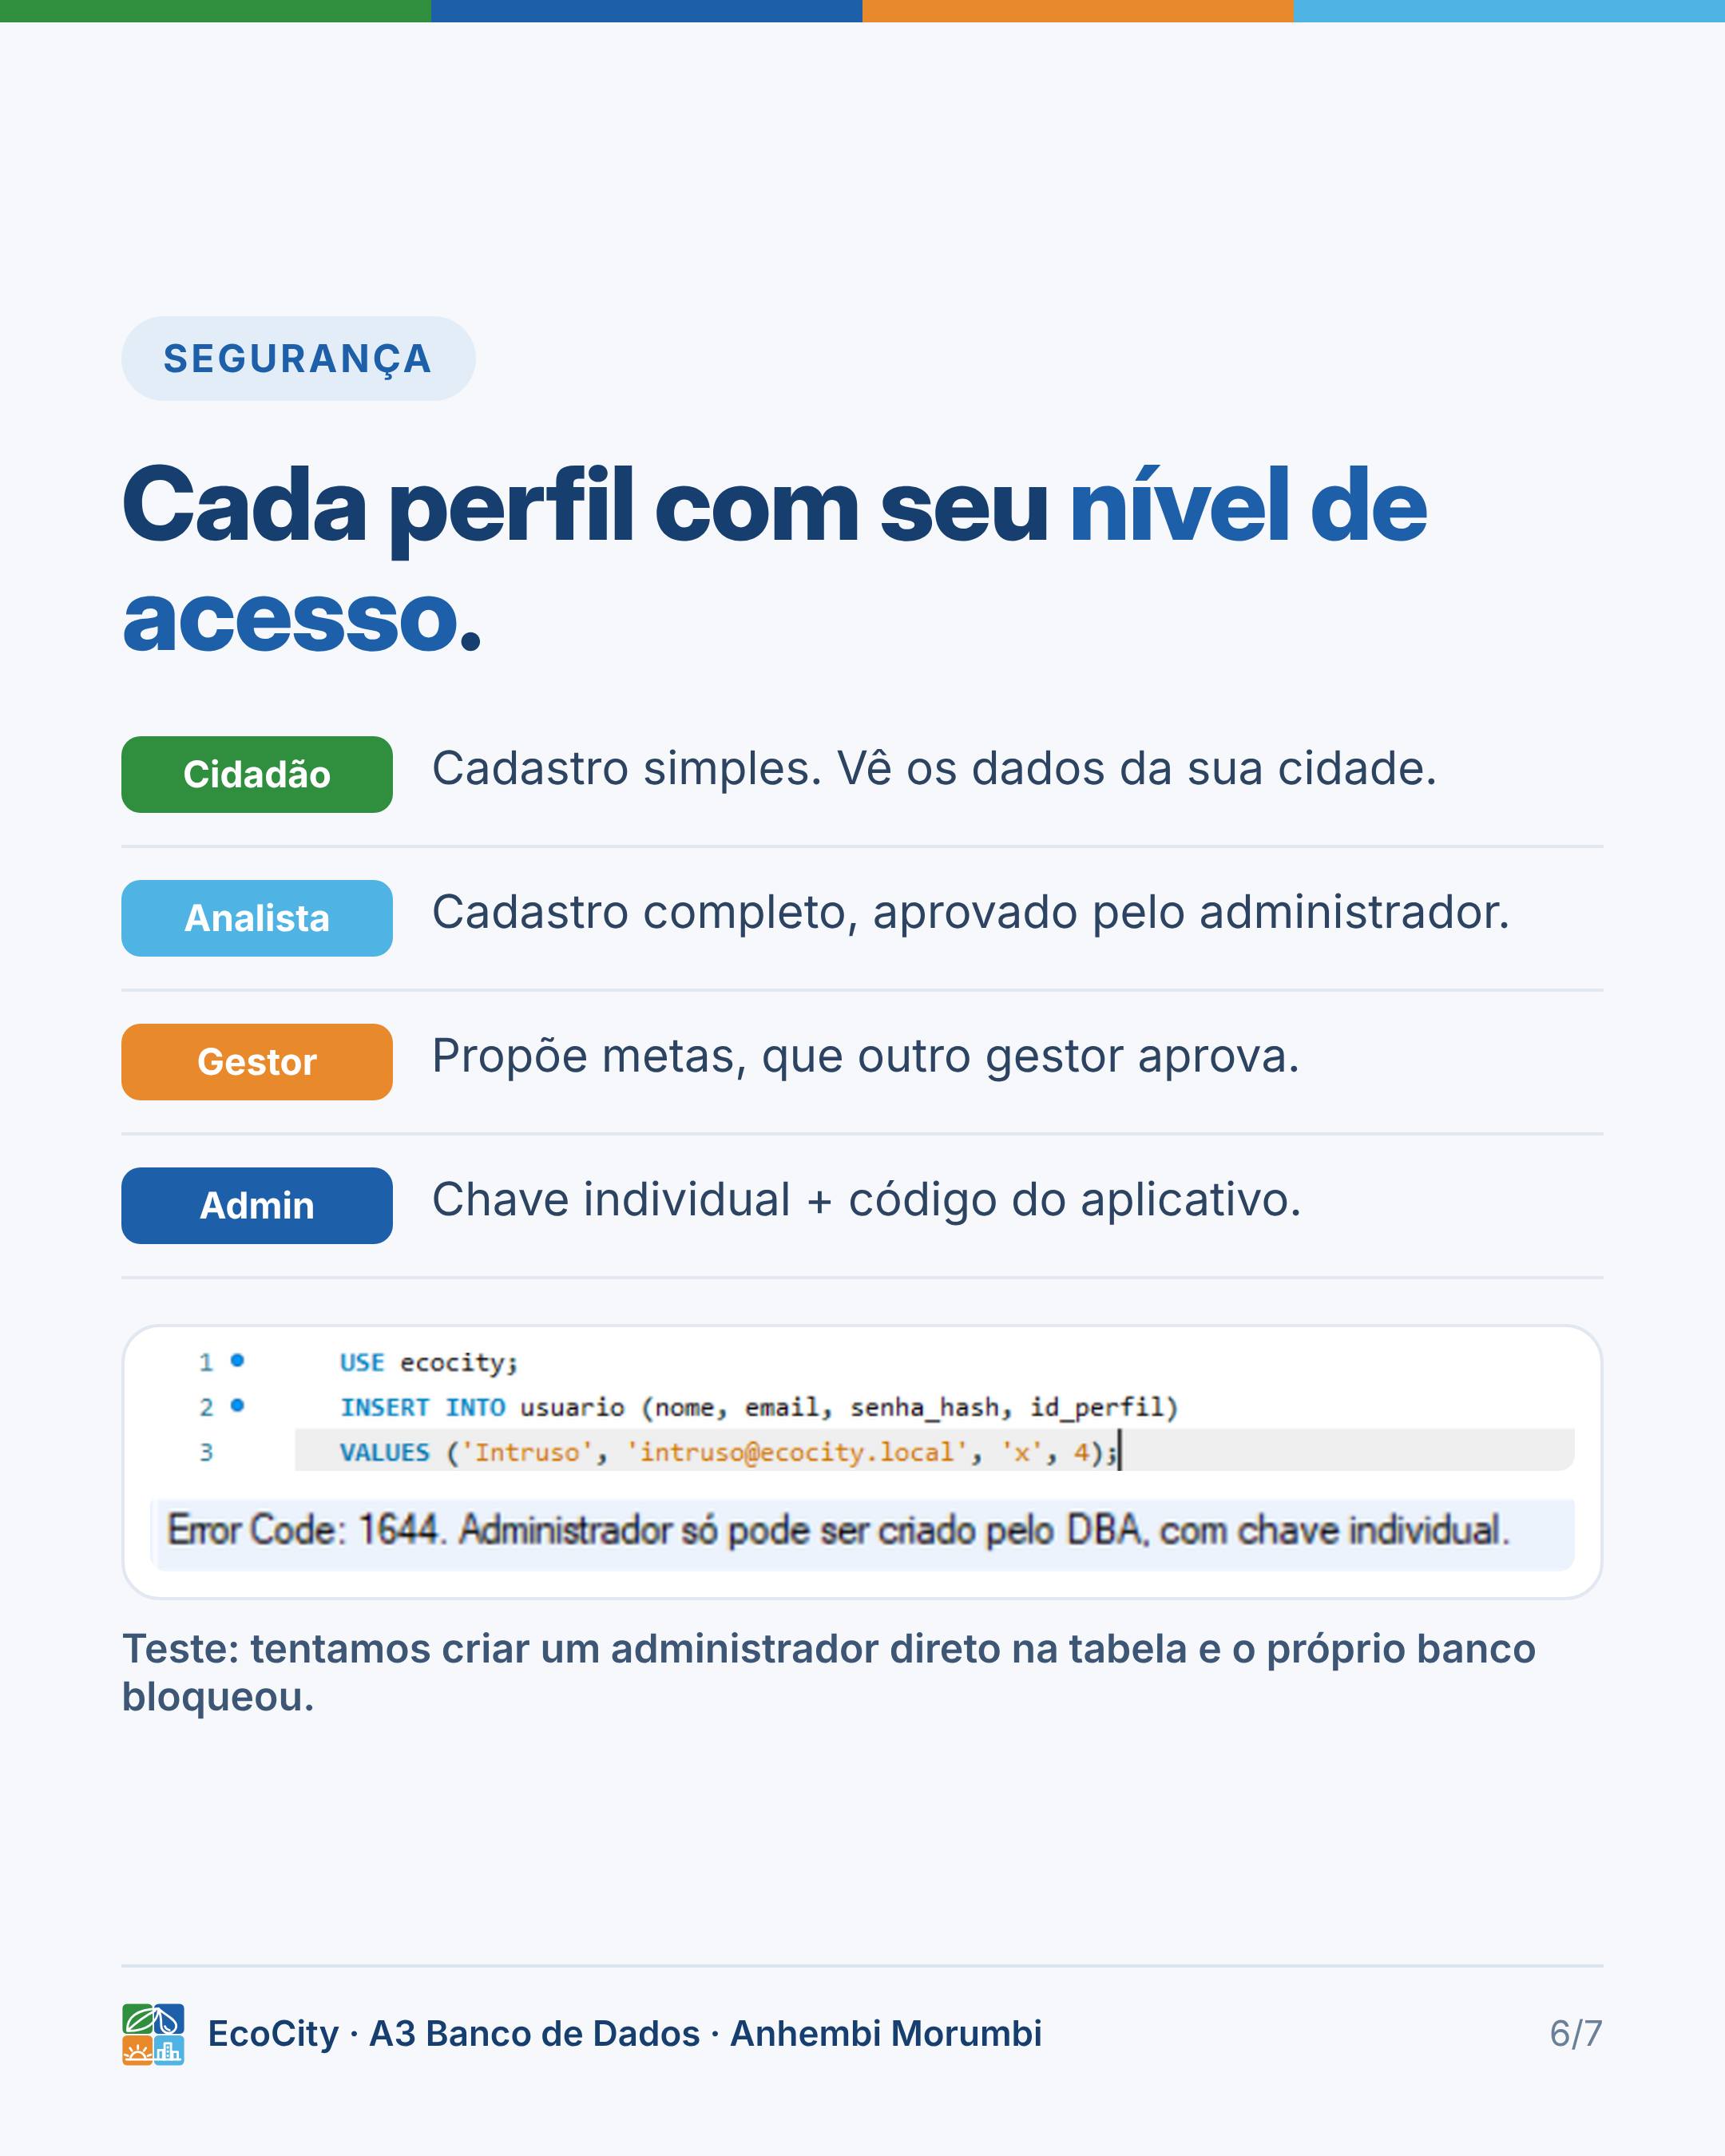 SEGURANÇA
Cada perfil com seu nível de
acesso.
Cidadão Cadastro simples. Vê os dados da sua cidade.
Analista Cadastro completo, aprovado pelo administrador.
Gestor Propõe metas, que outro gestor aprova.
Admin Chave individual + código do aplicativo.
1 USE ecocity;
2 INSERT INTO usuario (nome, email, senha_hash, id_perfil)
3 VALUES ('Intruso', 'intruso@ecocity.local', 'x', 4);
Error Code: 1644. Administrador só pode ser criado pelo DBA, com chave individual.
Teste: tentamos criar um administrador direto na tabela e o próprio banco
bloqueou.
EcoCity · A3 Banco de Dados · Anhembi Morumbi 6/7